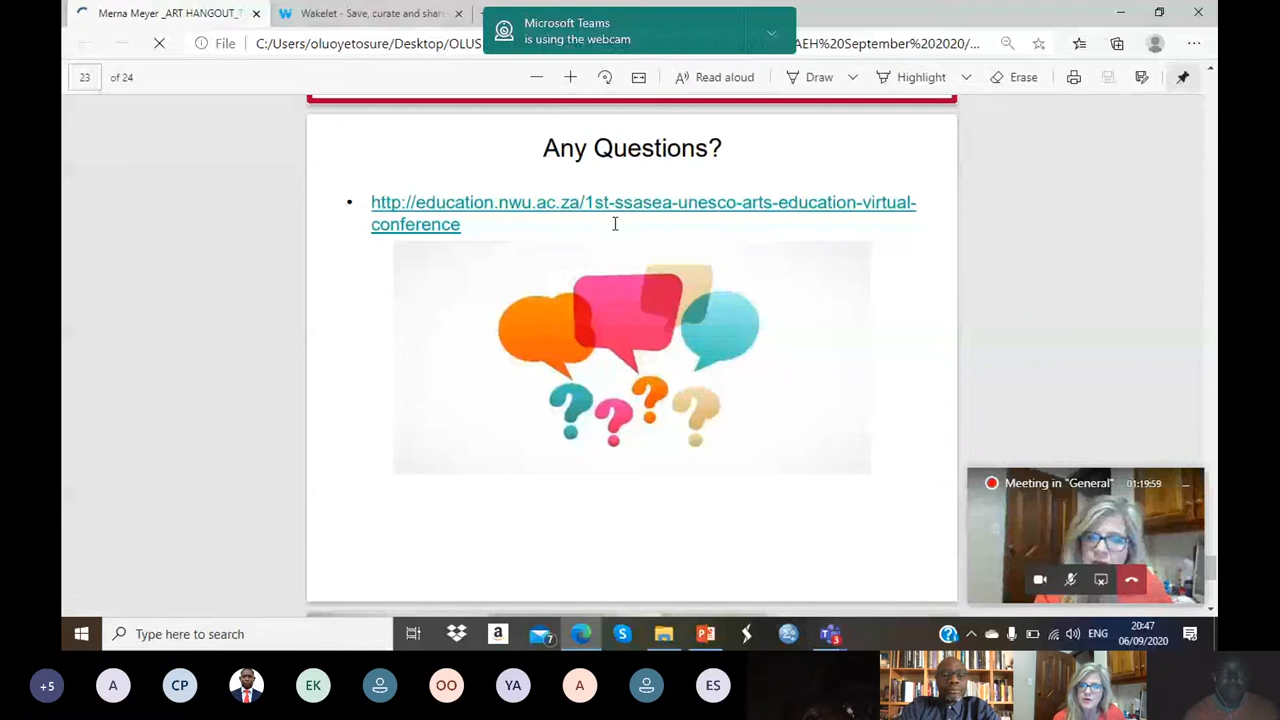 Merna Meyer _ART HANGOUT_T
Wakelet - Save, curate and share
Microsoft Teams
is using the webcam
File
C:/Users/oluoyetosure/Desktop/OLUS
AEH%20September%202020/...
23
of 24
Read aloud
Draw
Highlight
Erase
Any Questions?
• http://education.nwu.ac.za/1st-ssasea-unesco-arts-education-virtual-
conference
Meeting in "General"
01:19:59
Type here to search
a
7
S
3
ENG
20:47
06/09/2020
+5
A
CP
EK
OO
YA
A
ES